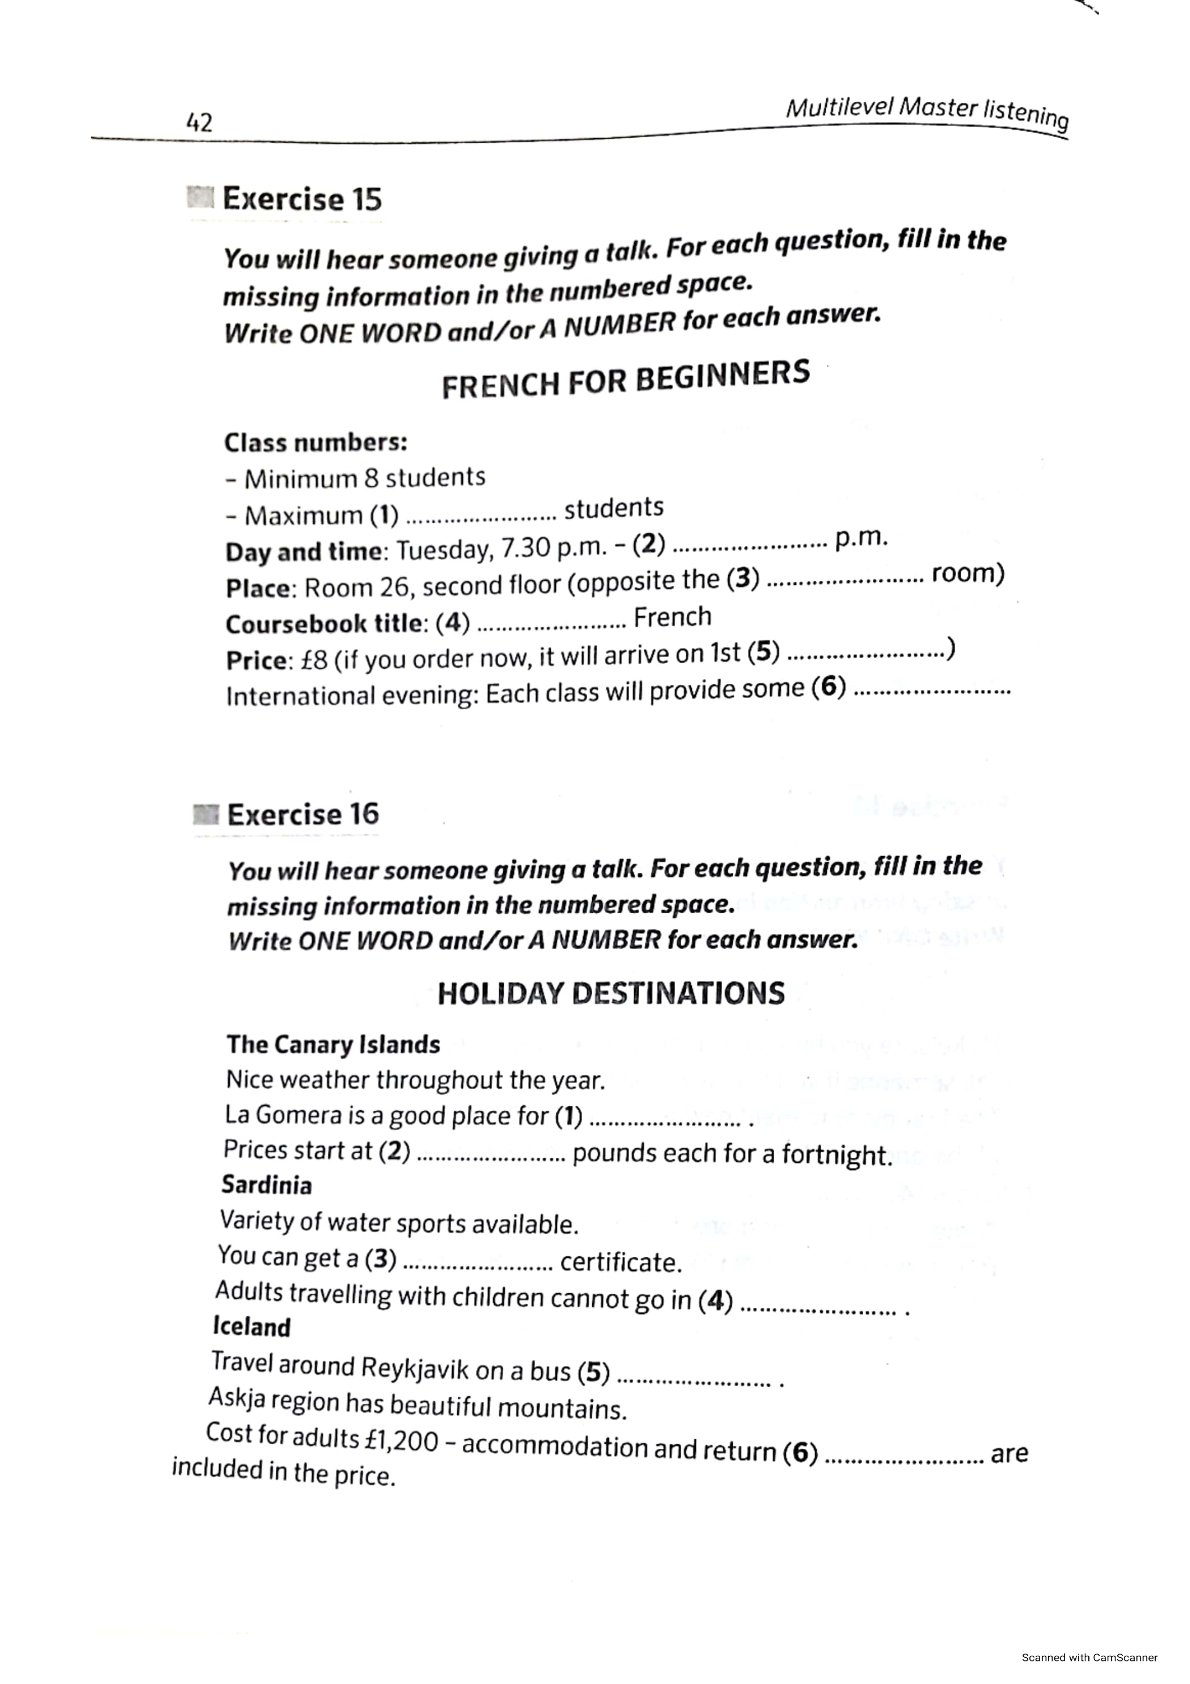 42
Multilevel Master listening
Exercise 15
You will hear someone giving a talk. For each question, fill in the
missing information in the numbered space.
Write ONE WORD and/or A NUMBER for each answer.
FRENCH FOR BEGINNERS
Class numbers:
– Minimum 8 students
– Maximum (1) ........................ students
Day and time: Tuesday, 7.30 p.m. – (2) ........................ p.m.
Place: Room 26, second floor (opposite the (3) ........................ room)
Coursebook title: (4) ........................ French
Price: £8 (if you order now, it will arrive on 1st (5) ........................)
International evening: Each class will provide some (6) ........................
Exercise 16
You will hear someone giving a talk. For each question, fill in the
missing information in the numbered space.
Write ONE WORD and/or A NUMBER for each answer.
HOLIDAY DESTINATIONS
The Canary Islands
Nice weather throughout the year.
La Gomera is a good place for (1) ........................ .
Prices start at (2) ........................ pounds each for a fortnight.
Sardinia
Variety of water sports available.
You can get a (3) ........................ certificate.
Adults travelling with children cannot go in (4) ........................ .
Iceland
Travel around Reykjavik on a bus (5) ........................ .
Askja region has beautiful mountains.
Cost for adults £1,200 – accommodation and return (6) ........................ are
included in the price.
Scanned with CamScanner